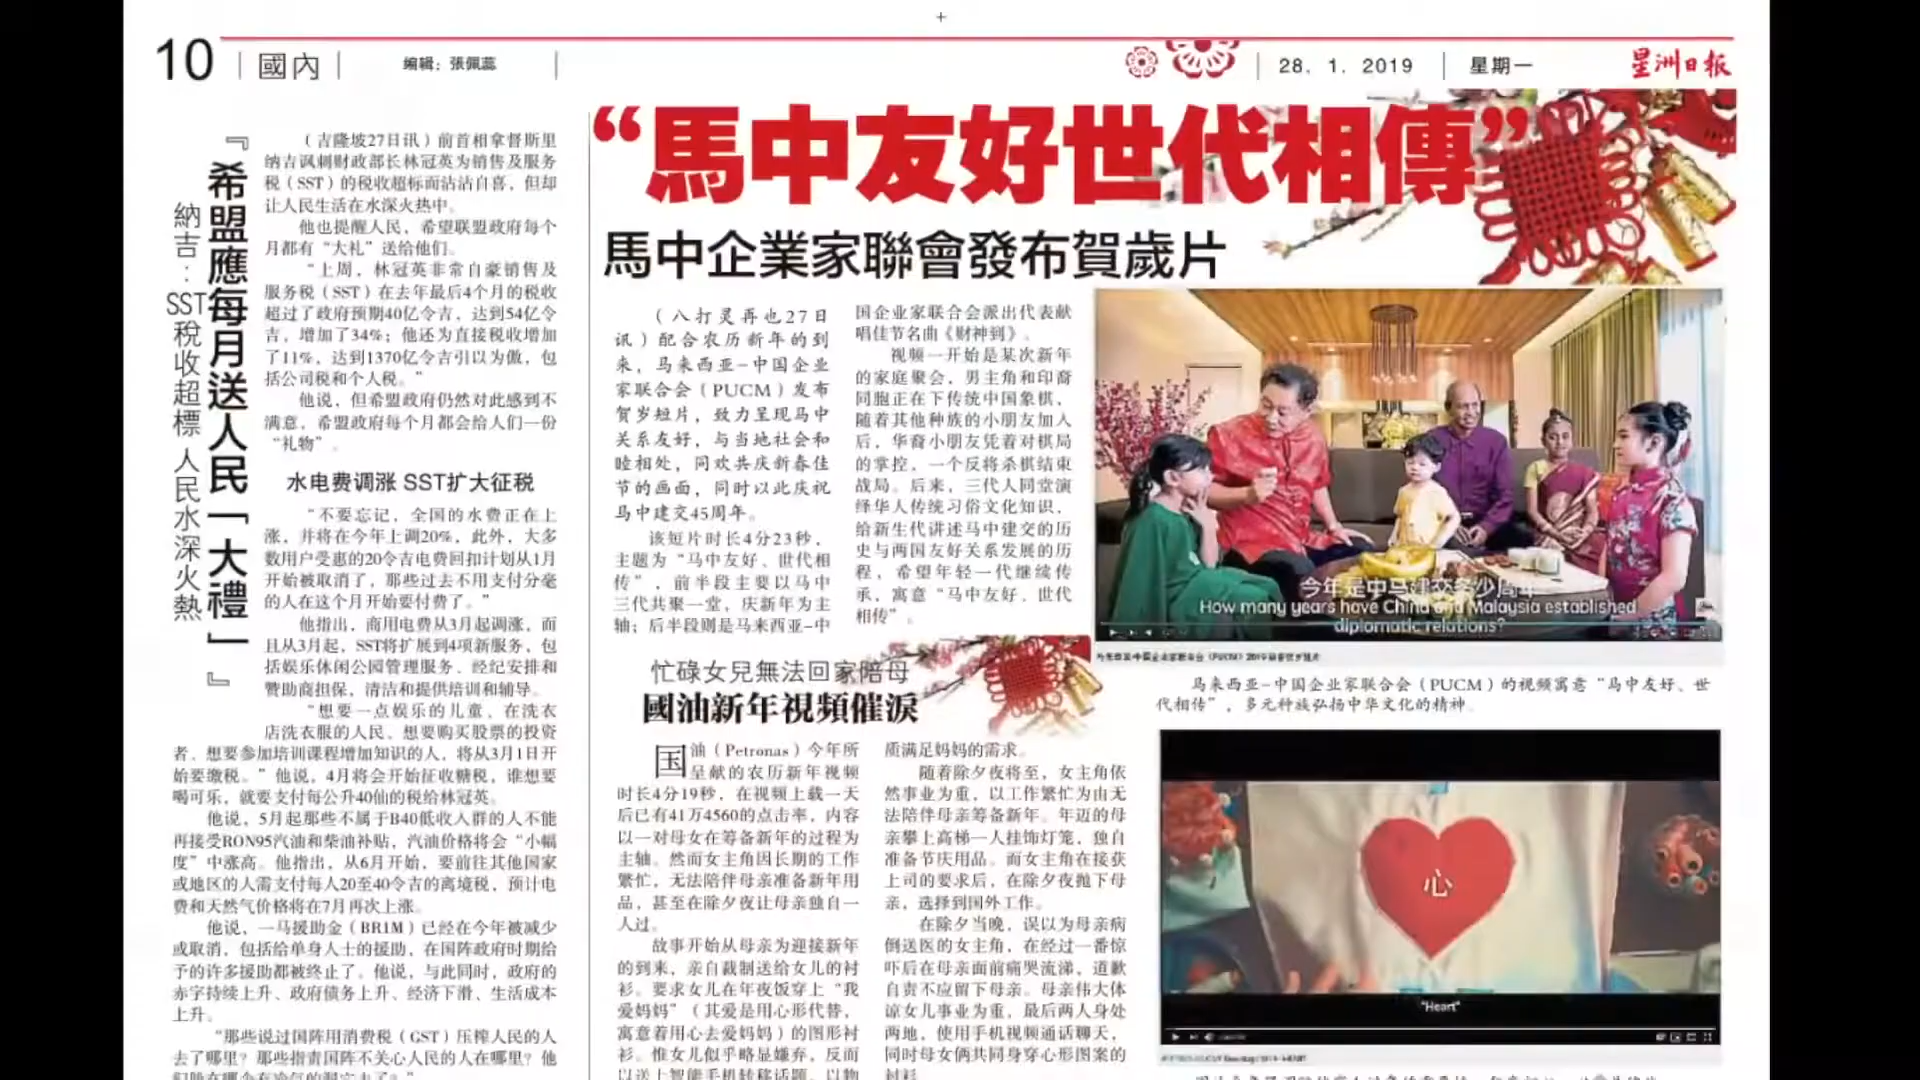 10
國內
编辑：張佩蕊
28. 1. 2019
星期一
星洲日报
『希盟應每月送人民「大禮」』
納吉：SST稅收超標 人民水深火熱
（吉隆坡27日讯）前首相拿督斯里
纳吉讽刺财政部长林冠英为销售及服务
税（SST）的税收超标而沾沾自喜，但却
让人民生活在水深火热中。
他也提醒人民，希望联盟政府每个
月都有“大礼”送给他们。
“上周，林冠英非常自豪销售及
服务税（SST）在去年最后4个月的税收
超过了政府预期40亿令吉，达到54亿令
吉，增加了34%；他还为直接税收增加
了11%，达到1370亿令吉引以为傲，包
括公司税和个人税。”
他说，但希盟政府仍然对此感到不
满意，希盟政府每个月都会给人们一份
“礼物”。
水电费调涨 SST扩大征税
“不要忘记，全国的水费正在上
涨，并将在今年上调20%，此外，大多
数用户受惠的20令吉电费回扣计划从1月
开始被取消了，那些过去不用支付分毫
的人在这个月开始要付费了。”
他指出，商用电费从3月起调涨，而
且从3月起，SST将扩展到4项新服务，包
括娱乐休闲公园管理服务、经纪安排和
赞助商担保，清洁和提供培训和辅导。
“想要一点娱乐的儿童、在洗衣
店洗衣服的人民、想要购买股票的投资
者、想要参加培训课程增加知识的人，将从3月1日开
始要缴税。”他说，4月将会开始征收糖税，谁想要
喝可乐，就要支付每公升40仙的税给林冠英。
他说，5月起那些不属于B40低收入群的人不能
再接受RON95汽油和柴油补贴，汽油价格将会“小幅
度”中涨高。他指出，从6月开始，要前往其他国家
或地区的人需支付每人20至40令吉的离境税，预计电
费和天然气价格将在7月再次上涨。
他说，一马援助金（BR1M）已经在今年被减少
或取消，包括给单身人士的援助，在国阵政府时期给
予的许多援助都被终止了。他说，与此同时，政府的
赤字持续上升、政府债务上升、经济下滑、生活成本
上升。
“那些说过国阵用消费税（GST）压榨人民的人
去了哪里？那些指责国阵不关心人民的人在哪里？他
“馬中友好世代相傳”
馬中企業家聯會發布賀歲片
（八打灵再也27日
讯）配合农历新年的到
来，马来西亚–中国企业
家联合会（PUCM）发布
贺岁短片，致力呈现马中
关系友好，与当地社会和
睦相处，同欢共庆新春佳
节的画面，同时以此庆祝
马中建交45周年。
该短片时长4分23秒，
主题为“马中友好、世代相
传”，前半段主要以马中
三代共聚一堂，庆新年为主
轴；后半段则是马来西亚–中
国企业家联合会派出代表献
唱佳节名曲《财神到》。
视频一开始是某次新年
的家庭聚会，男主角和印裔
同胞正在下传统中国象棋，
随着其他种族的小朋友加入
后，华裔小朋友凭着对棋局
的掌控，一个反将杀棋结束
战局。后来，三代人同堂演
绎华人传统习俗文化知识，
给新生代讲述马中建交的历
史与两国友好关系发展的历
程，希望年轻一代继续传
承，寓意“马中友好、世代
相传”。
今年是中马建交多少周年
How many years have China and Malaysia established
diplomatic relations?
马来西亚–中国企业家联合会（PUCM）的视频寓意“马中友好、世
代相传”，多元种族弘扬中华文化的精神。
忙碌女兒無法回家陪母
國油新年視頻催淚
国油（Petronas）今年所
呈献的农历新年视频
时长4分19秒，在视频上载一天
后已有41万4560的点击率，内容
以一对母女在筹备新年的过程为
主轴。然而女主角因长期的工作
繁忙，无法陪伴母亲准备新年用
品，甚至在除夕夜让母亲独自一
人过。
故事开始从母亲为迎接新年
的到来，亲自裁制送给女儿的衬
衫。要求女儿在年夜饭穿上“我
爱妈妈”（其爱是用心形代替，
寓意着用心去爱妈妈）的图形衬
衫。惟女儿似乎略显嫌弃，反而
以送上智能手机转移话题，以物
质满足妈妈的需求。
随着除夕夜将至，女主角依
然事业为重，以工作繁忙为由无
法陪伴母亲筹备新年。年迈的母
亲攀上高梯一人挂饰灯笼，独自
准备节庆用品。而女主角在接获
上司的要求后，在除夕夜抛下母
亲，选择到国外工作。
在除夕当晚，误以为母亲病
倒送医的女主角，在经过一番惊
吓后在母亲面前痛哭流涕，道歉
自责不应留下母亲。母亲伟大体
谅女儿事业为重，最后两人身处
两地，使用手机视频通话聊天，
同时母女俩共同身穿心形图案的
衬衫。
心
"Heart"